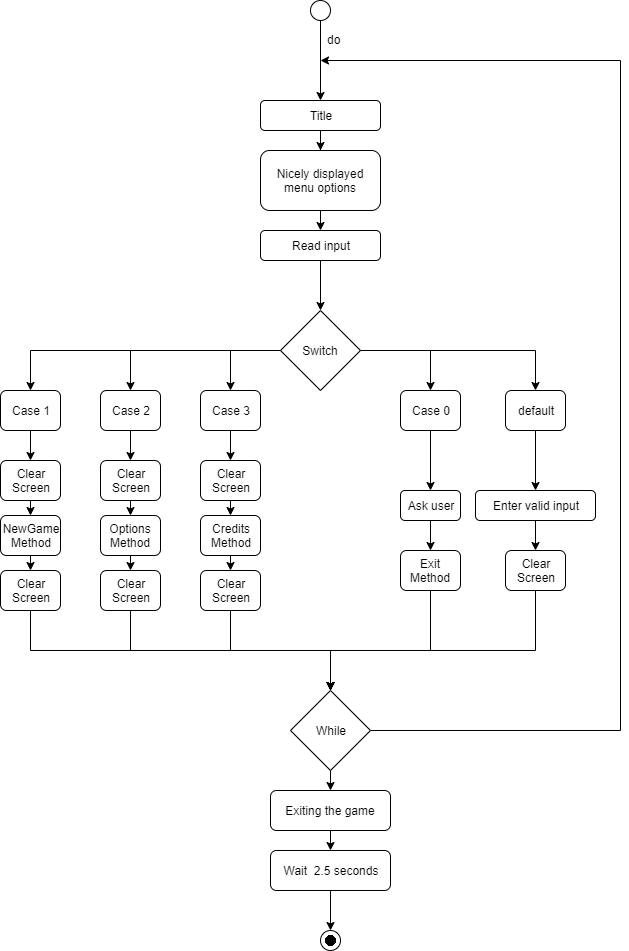 do
Title
Nicely displayed
menu options
Read input
Switch
Case 1
Case 2
Case 3
Case 0
default
Clear
Screen
Clear
Screen
Clear
Screen
Ask user
Enter valid input
NewGame
Method
Options
Method
Credits
Method
Exit
Method
Clear
Screen
Clear
Screen
Clear
Screen
Clear
Screen
While
Exiting the game
Wait 2.5 seconds